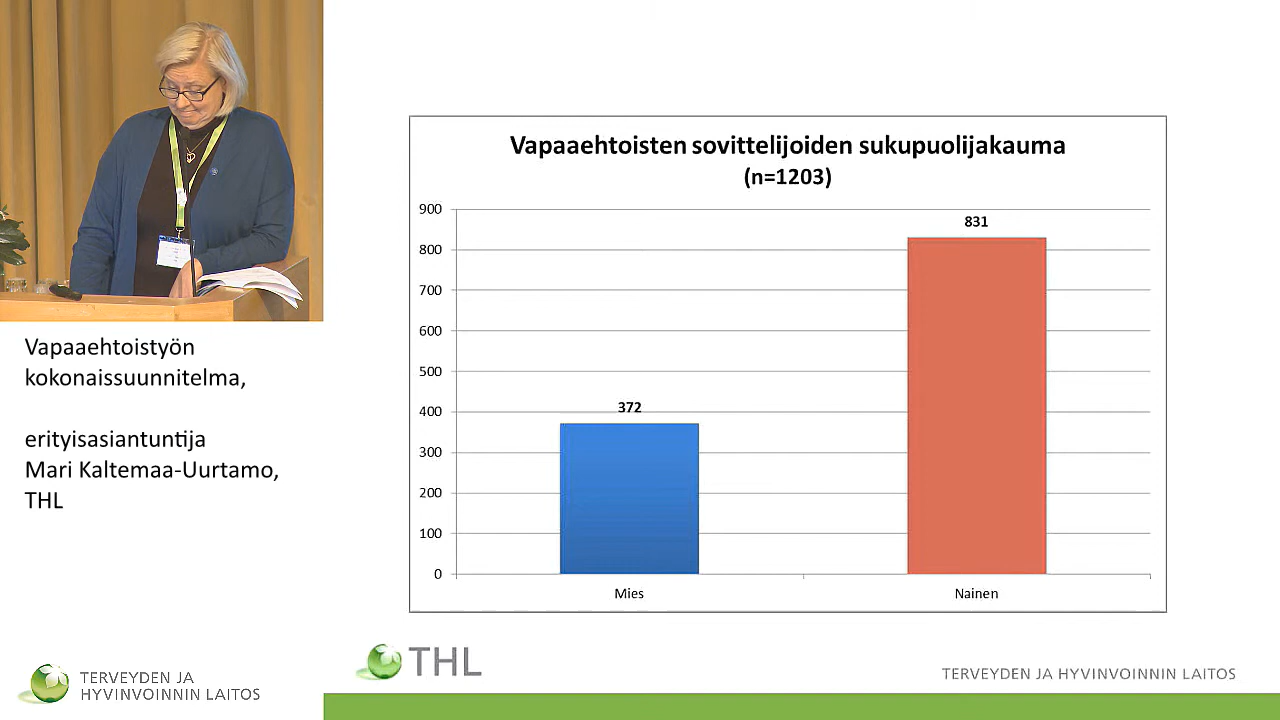 Vapaaehtoistyön
kokonaissuunnitelma,
erityisasiantuntija
Mari Kaltemaa-Uurtamo,
THL
TERVEYDEN JA
HYVINVOINNIN LAITOS
Vapaaehtoisten sovittelijoiden sukupuolijakauma
(n=1203)
900
800
700
600
500
400
300
200
100
0
372
831
Mies
Nainen
THL
TERVEYDEN JA HYVINVOINNIN LAITOS